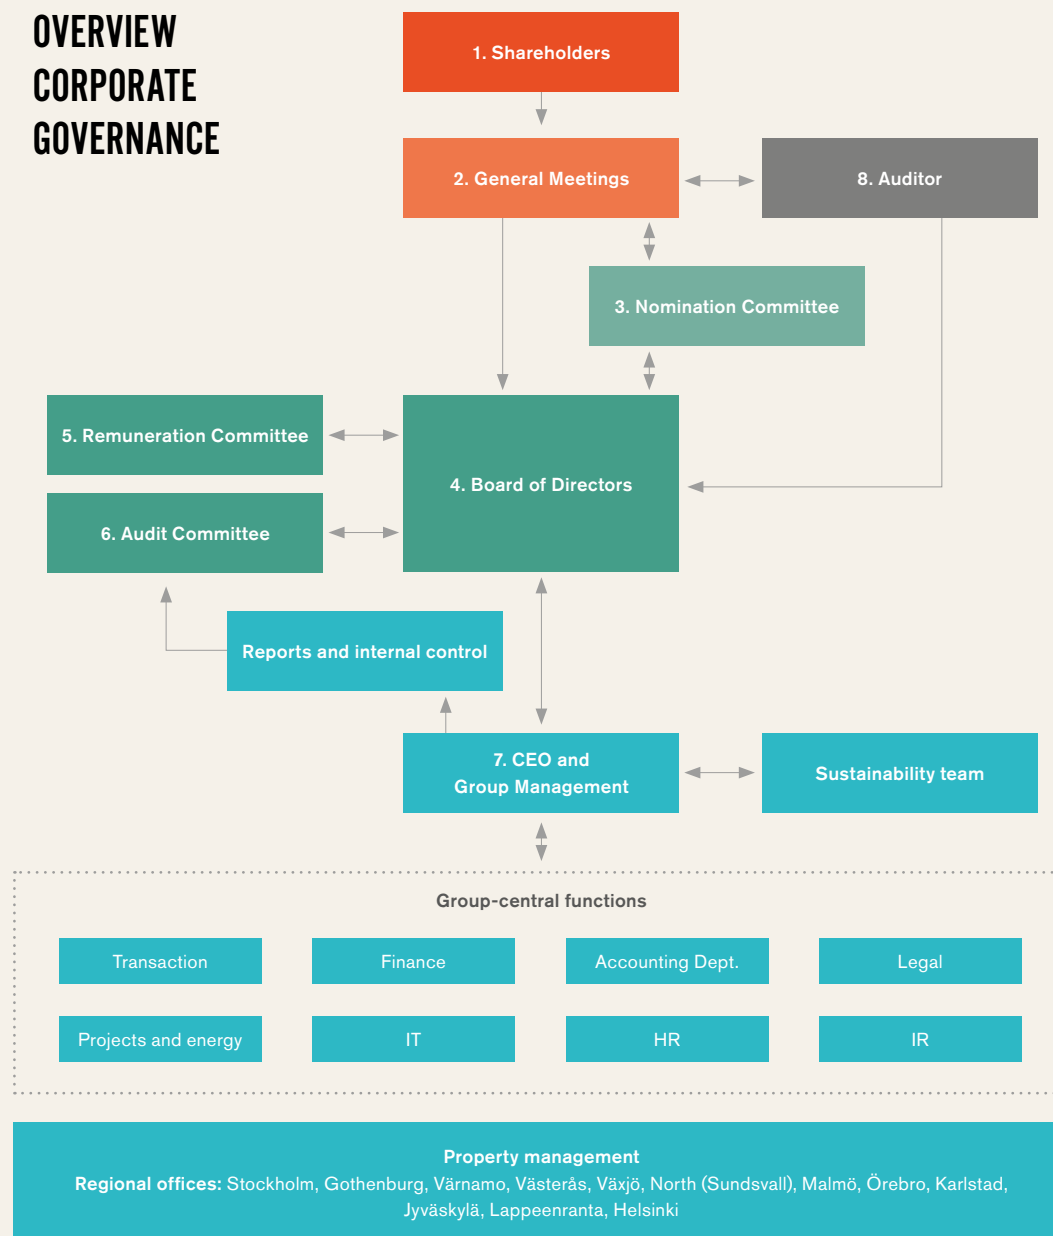 OVERVIEW
CORPORATE
GOVERNANCE
1. Shareholders
2. General Meetings
8. Auditor
3. Nomination Committee
5. Remuneration Committee
4. Board of Directors
6. Audit Committee
Reports and internal control
7. CEO and
Group Management
Sustainability team
Group-central functions
Transaction
Finance
Accounting Dept.
Legal
Projects and energy
IT
HR
IR
Property management
Regional offices: Stockholm, Gothenburg, Värnamo, Västerås, Växjö, North (Sundsvall), Malmö, Örebro, Karlstad,
Jyväskylä, Lappeenranta, Helsinki